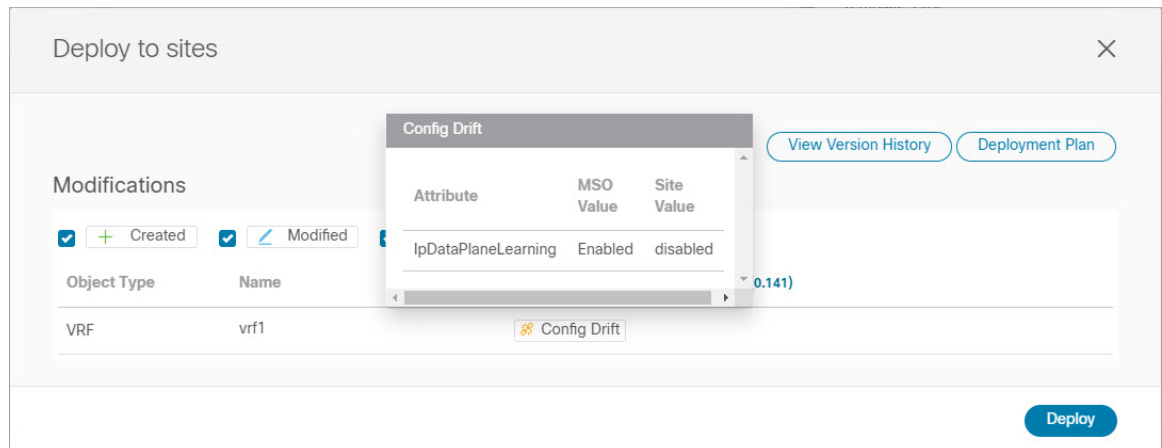 Deploy to sites
Config Drift
View Version History
Deployment Plan
Modifications
Attribute
MSO Value
Site Value
Created
Modified
IpDataPlaneLearning Enabled disabled
Object Type
Name
0.141)
VRF
vrf1
Config Drift
Deploy